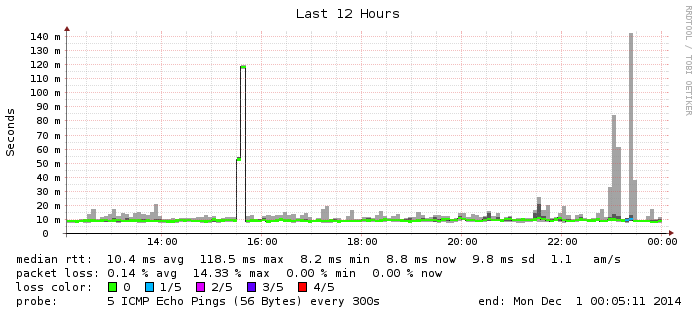 Last 12 Hours
RRDTOOL / TOBI OETIKER
Seconds
140 m
130 m
120 m
110 m
100 m
90 m
80 m
70 m
60 m
50 m
40 m
30 m
20 m
10 m
0
14:00 16:00 18:00 20:00 22:00 00:00
median rtt: 10.4 ms avg 118.5 ms max 8.2 ms min 8.8 ms now 9.8 ms sd 1.1 am/s
packet loss: 0.14 % avg 14.33 % max 0.00 % min 0.00 % now
loss color: 0 1/5 2/5 3/5 4/5
probe: 5 ICMP Echo Pings (56 Bytes) every 300s end: Mon Dec 1 00:05:11 2014